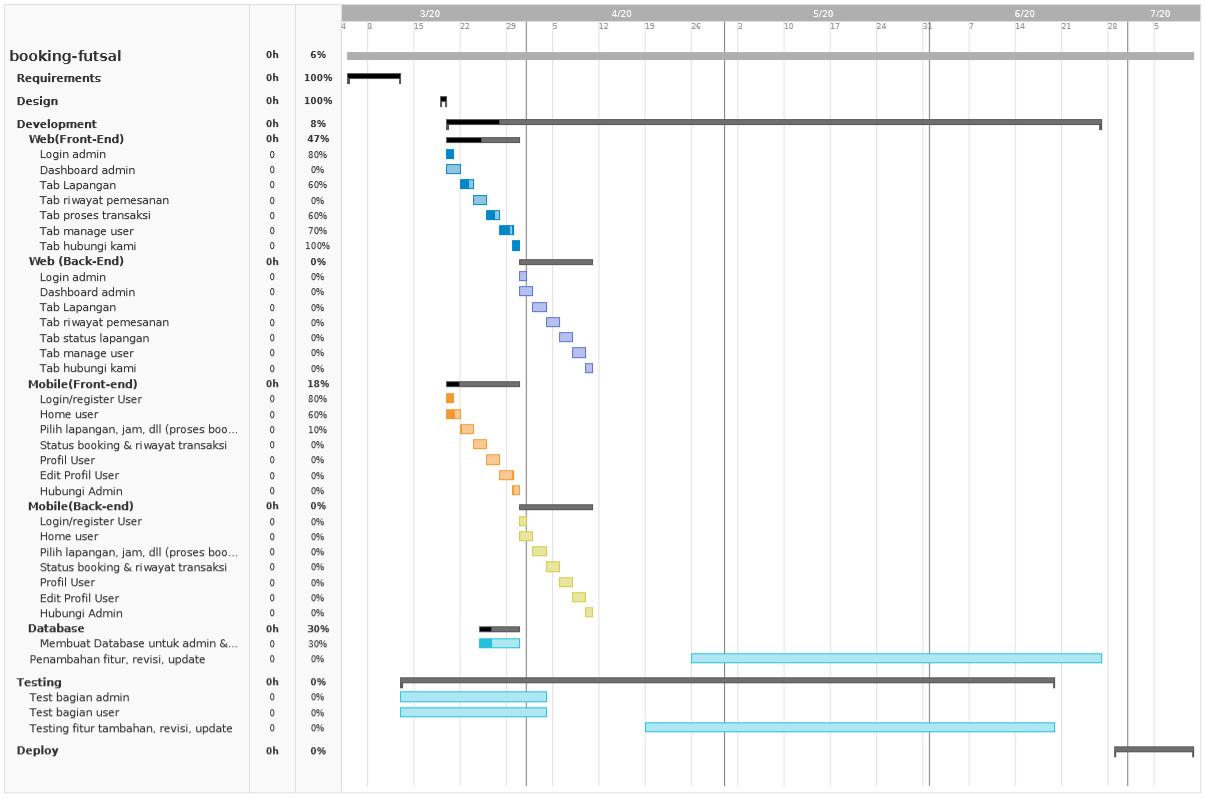 3/20 4/20 5/20 6/20 7/20
4 8 15 22 29 5 12 19 26 3 10 17 24 31 7 14 21 28 5
booking-futsal 0h 6%
Requirements 0h 100%
Design 0h 100%
Development 0h 8%
Web(Front-End) 0h 47%
Login admin 0 80%
Dashboard admin 0 0%
Tab Lapangan 0 60%
Tab riwayat pemesanan 0 0%
Tab proses transaksi 0 60%
Tab manage user 0 70%
Tab hubungi kami 0 100%
Web (Back-End) 0h 0%
Login admin 0 0%
Dashboard admin 0 0%
Tab Lapangan 0 0%
Tab riwayat pemesanan 0 0%
Tab status lapangan 0 0%
Tab manage user 0 0%
Tab hubungi kami 0 0%
Mobile(Front-end) 0h 18%
Login/register User 0 80%
Home user 0 60%
Pilih lapangan, jam, dll (proses boo... 0 10%
Status booking & riwayat transaksi 0 0%
Profil User 0 0%
Edit Profil User 0 0%
Hubungi Admin 0 0%
Mobile(Back-end) 0h 0%
Login/register User 0 0%
Home user 0 0%
Pilih lapangan, jam, dll (proses boo... 0 0%
Status booking & riwayat transaksi 0 0%
Profil User 0 0%
Edit Profil User 0 0%
Hubungi Admin 0 0%
Database 0h 30%
Membuat Database untuk admin &... 0 30%
Penambahan fitur, revisi, update 0 0%
Testing 0h 0%
Test bagian admin 0 0%
Test bagian user 0 0%
Testing fitur tambahan, revisi, update 0 0%
Deploy 0h 0%